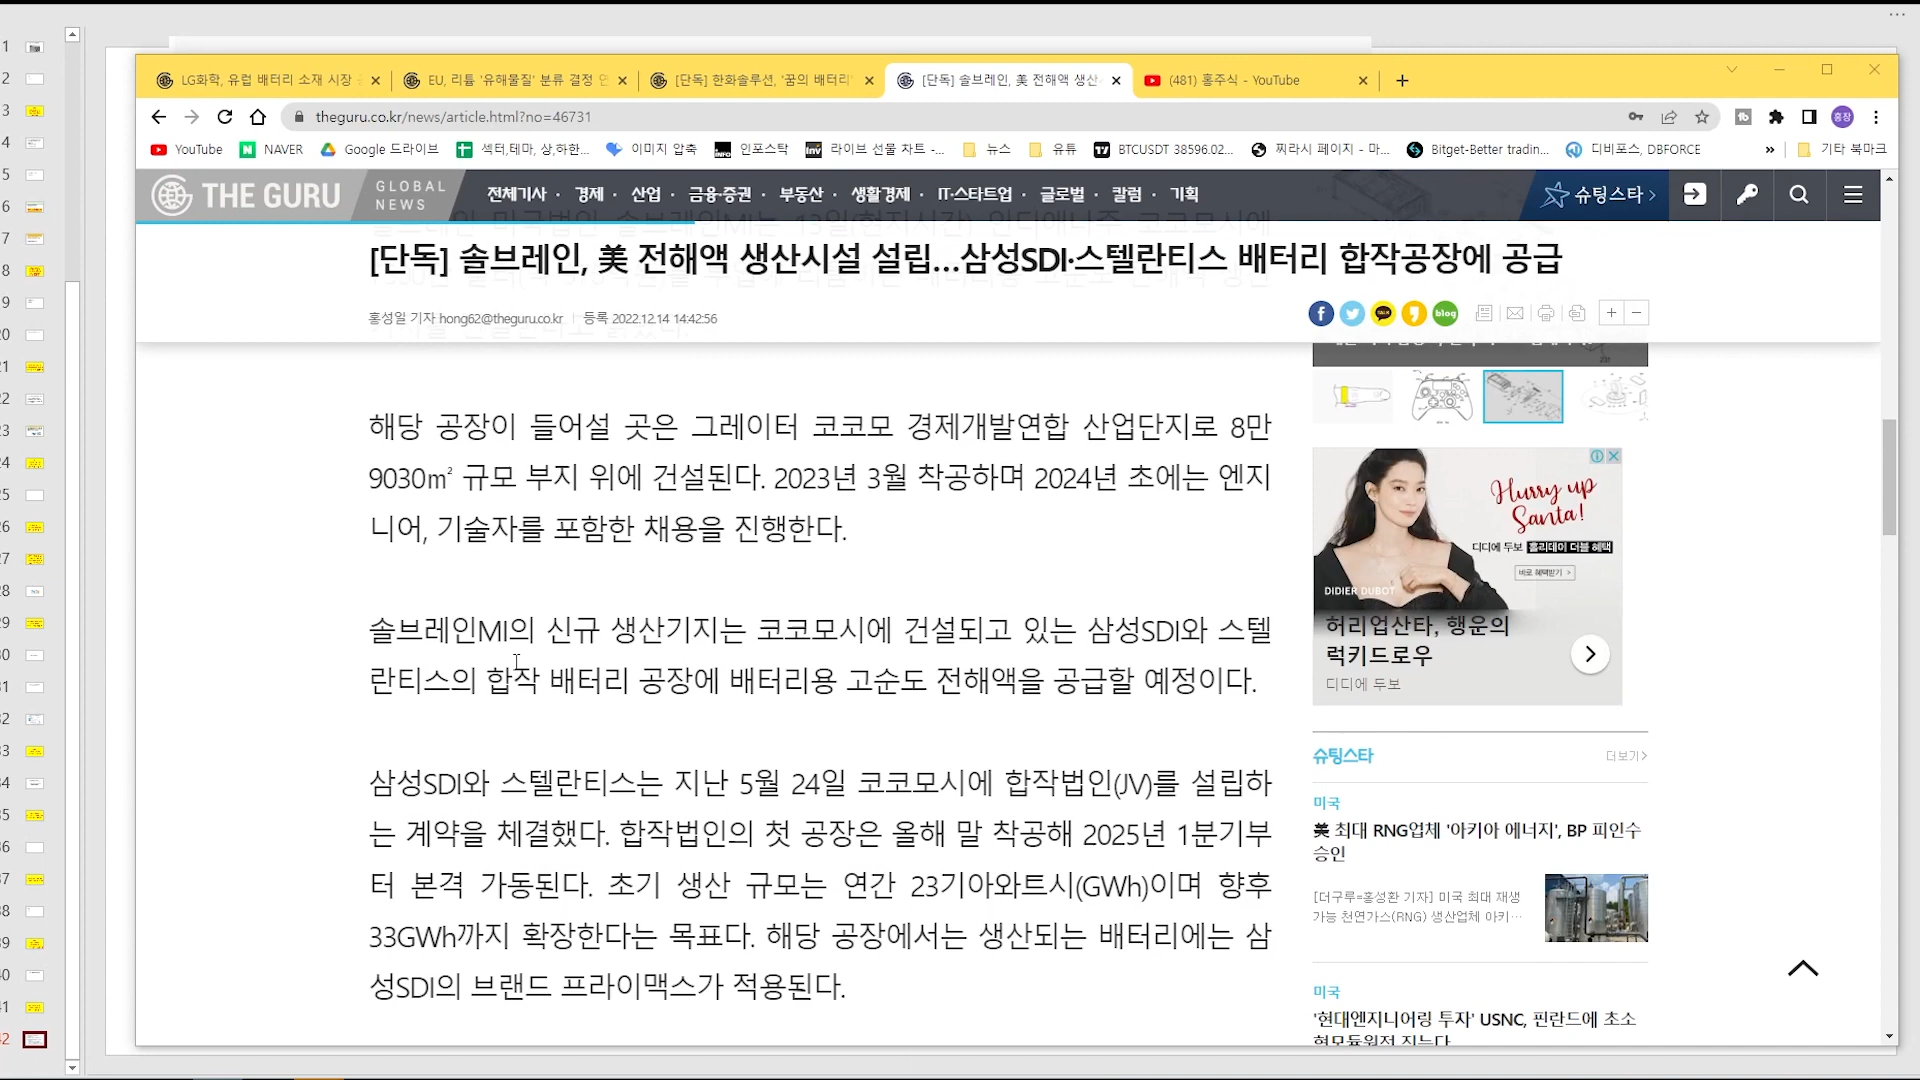 LG화학, 유럽 배터리 소재 시장
EU, 리튬 '유해물질' 분류 결정 연
[단독] 한화솔루션, '꿈의 배터리'
[단독] 솔브레인, 美 전해액 생산시
(481) 홍주식 - YouTube
theguru.co.kr/news/article.html?no=46731
홍장
YouTube
NAVER
Google 드라이브
섹터,테마, 상,하한...
이미지 압축
인포스탁
라이브 선물 차트 -...
뉴스
유튜
BTCUSDT 38596.02...
찌라시 페이지 - 마...
Bitget-Better tradin...
디비포스, DBFORCE
기타 북마크
THE GURU
GLOBAL
NEWS
전체기사 · 경제 · 산업 · 금융·증권 · 부동산 · 생활경제 · IT·스타트업 · 글로벌 · 칼럼 · 기획
슈팅스타
[단독] 솔브레인, 美 전해액 생산시설 설립...삼성SDI·스텔란티스 배터리 합작공장에 공급
홍성일 기자 hong62@theguru.co.kr 등록 2022.12.14 14:42:56
TALK
blog
해당 공장이 들어설 곳은 그레이터 코코모 경제개발연합 산업단지로 8만
9030㎡ 규모 부지 위에 건설된다. 2023년 3월 착공하며 2024년 초에는 엔지
니어, 기술자를 포함한 채용을 진행한다.
솔브레인MI의 신규 생산기지는 코코모시에 건설되고 있는 삼성SDI와 스텔
란티스의 합작 배터리 공장에 배터리용 고순도 전해액을 공급할 예정이다.
삼성SDI와 스텔란티스는 지난 5월 24일 코코모시에 합작법인(JV)를 설립하
는 계약을 체결했다. 합작법인의 첫 공장은 올해 말 착공해 2025년 1분기부
터 본격 가동된다. 초기 생산 규모는 연간 23기아와트시(GWh)이며 향후
33GWh까지 확장한다는 목표다. 해당 공장에서는 생산되는 배터리에는 삼
성SDI의 브랜드 프라이맥스가 적용된다.
Hurry up
Santa!
디디에 두보 홀리데이 더블 혜택
바로 혜택받기 >
DIDIER DUBOT
허리업산타, 행운의
럭키드로우
디디에 두보
슈팅스타
더보기>
미국
美 최대 RNG업체 '아키아 에너지', BP 피인수
승인
[더구루=홍성환 기자] 미국 최대 재생
가능 천연가스(RNG) 생산업체 아키...
미국
'현대엔지니어링 투자' USNC, 핀란드에 초소
형모듈원전 짓는다